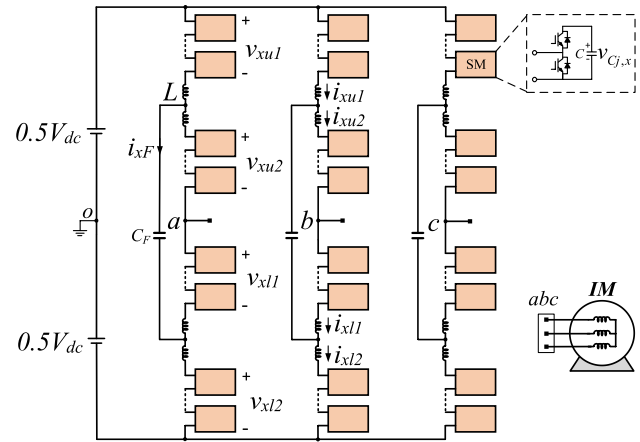 +
v_xu1
-
SM
C
+
-
v_Cj,x
L
i_xu1
i_xu2
0.5V_dc
i_xF
+
v_xu2
-
o
a
b
c
C_F
+
v_xl1
-
abc
IM
i_xl1
i_xl2
0.5V_dc
+
v_xl2
-